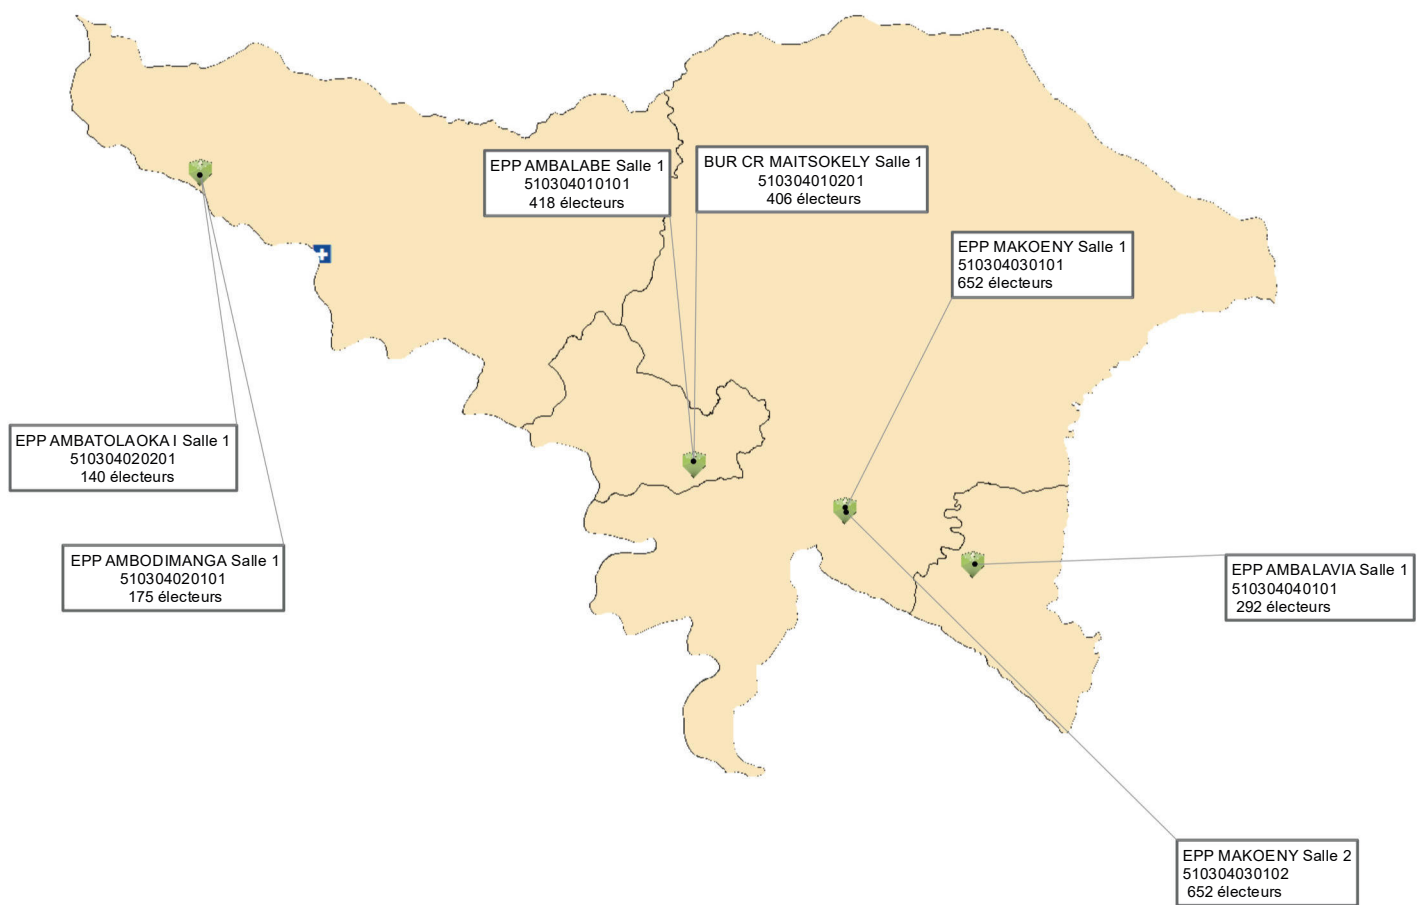 EPP AMBALABE Salle 1
510304010101
418 électeurs
BUR CR MAITSOKELY Salle 1
510304010201
406 électeurs
EPP MAKOENY Salle 1
510304030101
652 électeurs
EPP AMBATOLAOKA I Salle 1
510304020201
140 électeurs
EPP AMBODIMANGA Salle 1
510304020101
175 électeurs
EPP AMBALAVIA Salle 1
510304040101
292 électeurs
EPP MAKOENY Salle 2
510304030102
652 électeurs